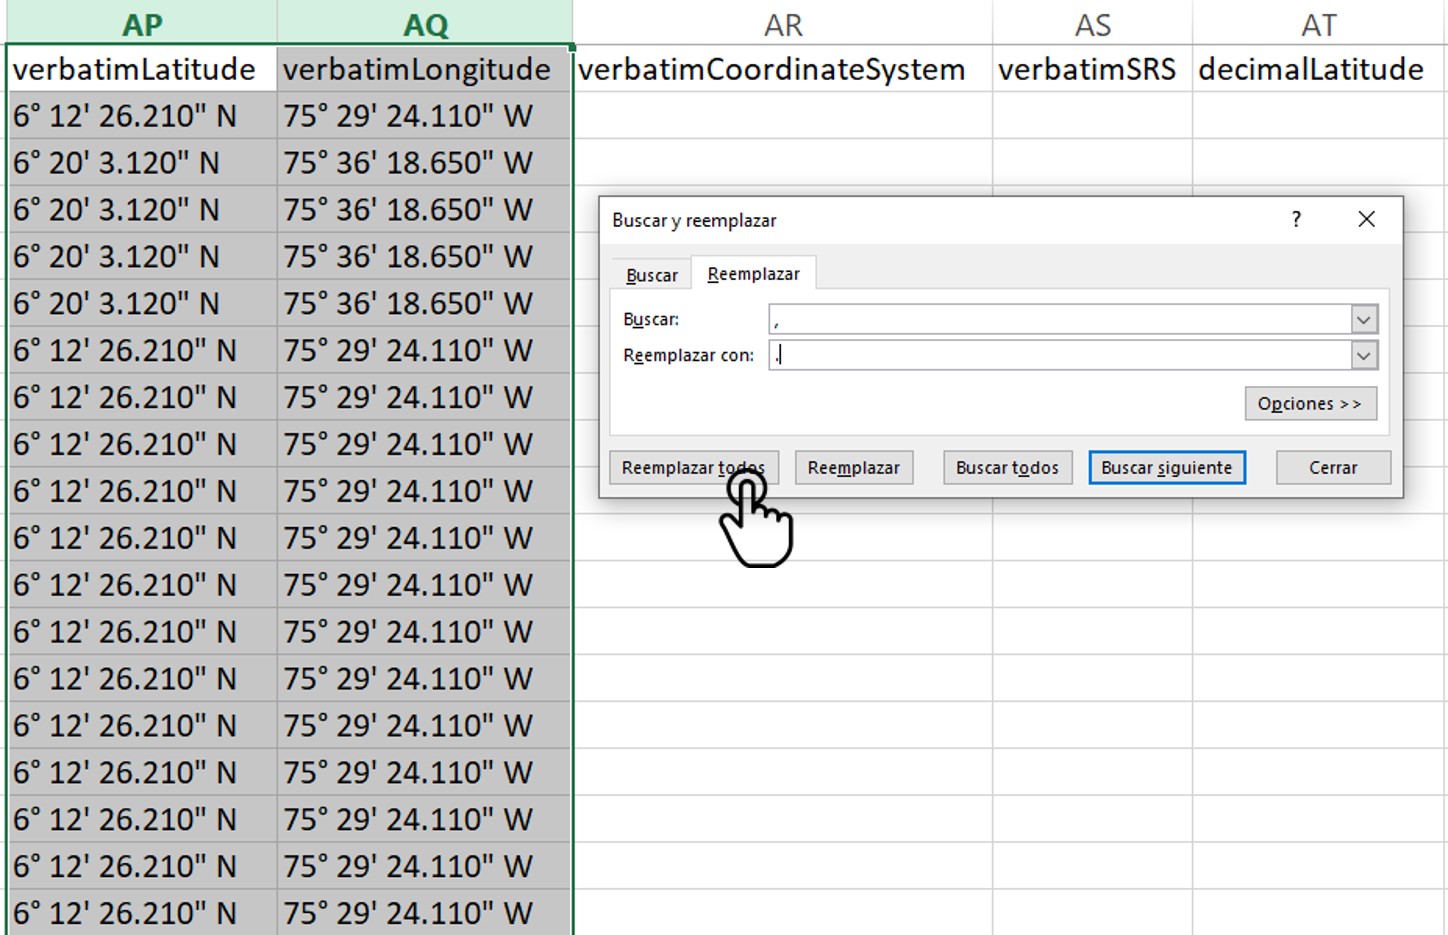 AP AQ AR AS AT
verbatimLatitude verbatimLongitude verbatimCoordinateSystem verbatimSRS decimalLatitude
6° 12' 26.210" N 75° 29' 24.110" W
6° 20' 3.120" N 75° 36' 18.650" W
6° 20' 3.120" N 75° 36' 18.650" W
6° 20' 3.120" N 75° 36' 18.650" W
6° 20' 3.120" N 75° 36' 18.650" W
6° 12' 26.210" N 75° 29' 24.110" W
6° 12' 26.210" N 75° 29' 24.110" W
6° 12' 26.210" N 75° 29' 24.110" W
6° 12' 26.210" N 75° 29' 24.110" W
6° 12' 26.210" N 75° 29' 24.110" W
6° 12' 26.210" N 75° 29' 24.110" W
6° 12' 26.210" N 75° 29' 24.110" W
6° 12' 26.210" N 75° 29' 24.110" W
6° 12' 26.210" N 75° 29' 24.110" W
6° 12' 26.210" N 75° 29' 24.110" W
6° 12' 26.210" N 75° 29' 24.110" W
6° 12' 26.210" N 75° 29' 24.110" W
6° 12' 26.210" N 75° 29' 24.110" W
Buscar y reemplazar ?
Buscar Reemplazar
Buscar: ,
Reemplazar con: .
Opciones >>
Reemplazar todos Reemplazar Buscar todos Buscar siguiente Cerrar